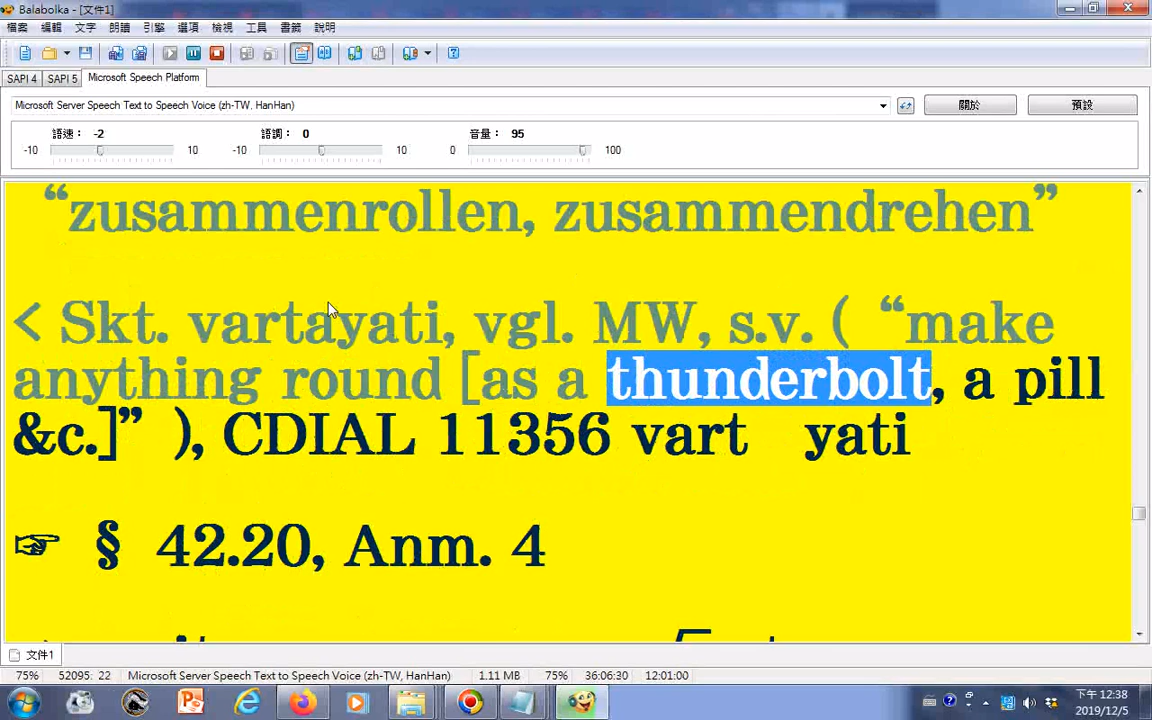 Balabolka - [文件1]
檔案 編輯 文字 朗讀 引擎 選項 檢視 工具 書籤 說明
SAPI 4 SAPI 5 Microsoft Speech Platform
Microsoft Server Speech Text to Speech Voice (zh-TW, HanHan) 關於 預設
語速： -2 語調： 0 音量： 95
-10 10 -10 10 0 100
“zusammenrollen, zusammendrehen”
< Skt. vartayati, vgl. MW, s.v. ( “make
anything round [as a thunderbolt, a pill
&c.]” ), CDIAL 11356 vart yati
☞ § 42.20, Anm. 4
文件1
75% 52095: 22 Microsoft Server Speech Text to Speech Voice (zh-TW, HanHan) 1.11 MB 75% 36:06:30 12:01:00
下午 12:38
2019/12/5